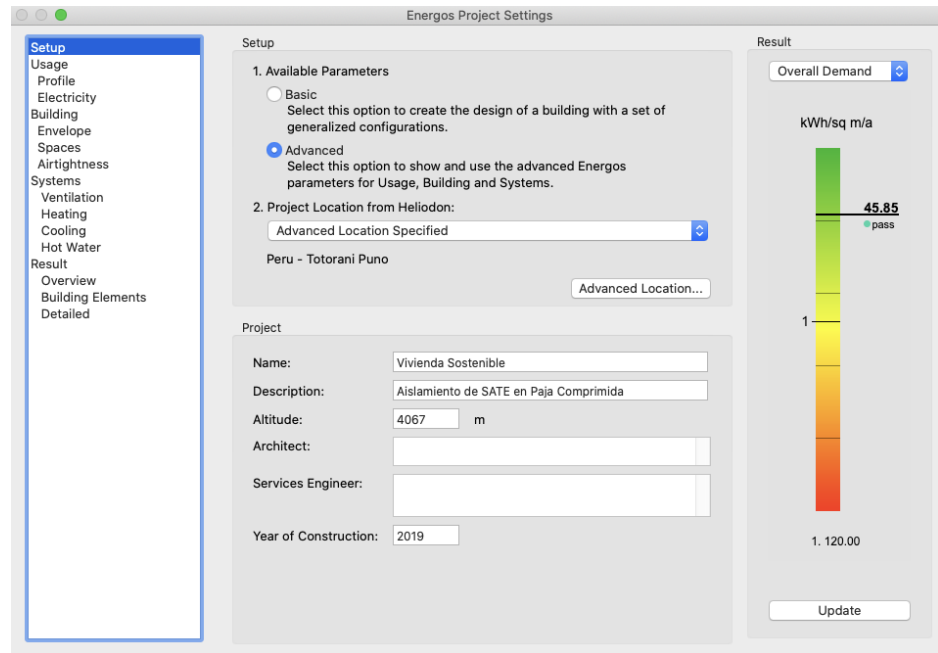 Energos Project Settings
Setup
Usage
Profile
Electricity
Building
Envelope
Spaces
Airtightness
Systems
Ventilation
Heating
Cooling
Hot Water
Result
Overview
Building Elements
Detailed
Setup
1. Available Parameters
Basic
Select this option to create the design of a building with a set of
generalized configurations.
Advanced
Select this option to show and use the advanced Energos
parameters for Usage, Building and Systems.
2. Project Location from Heliodon:
Advanced Location Specified
Peru - Totorani Puno
Advanced Location...
Project
Name: Vivienda Sostenible
Description: Aislamiento de SATE en Paja Comprimida
Altitude: 4067 m
Architect:
Services Engineer:
Year of Construction: 2019
Result
Overall Demand
kWh/sq m/a
45.85
pass
1
1. 120.00
Update